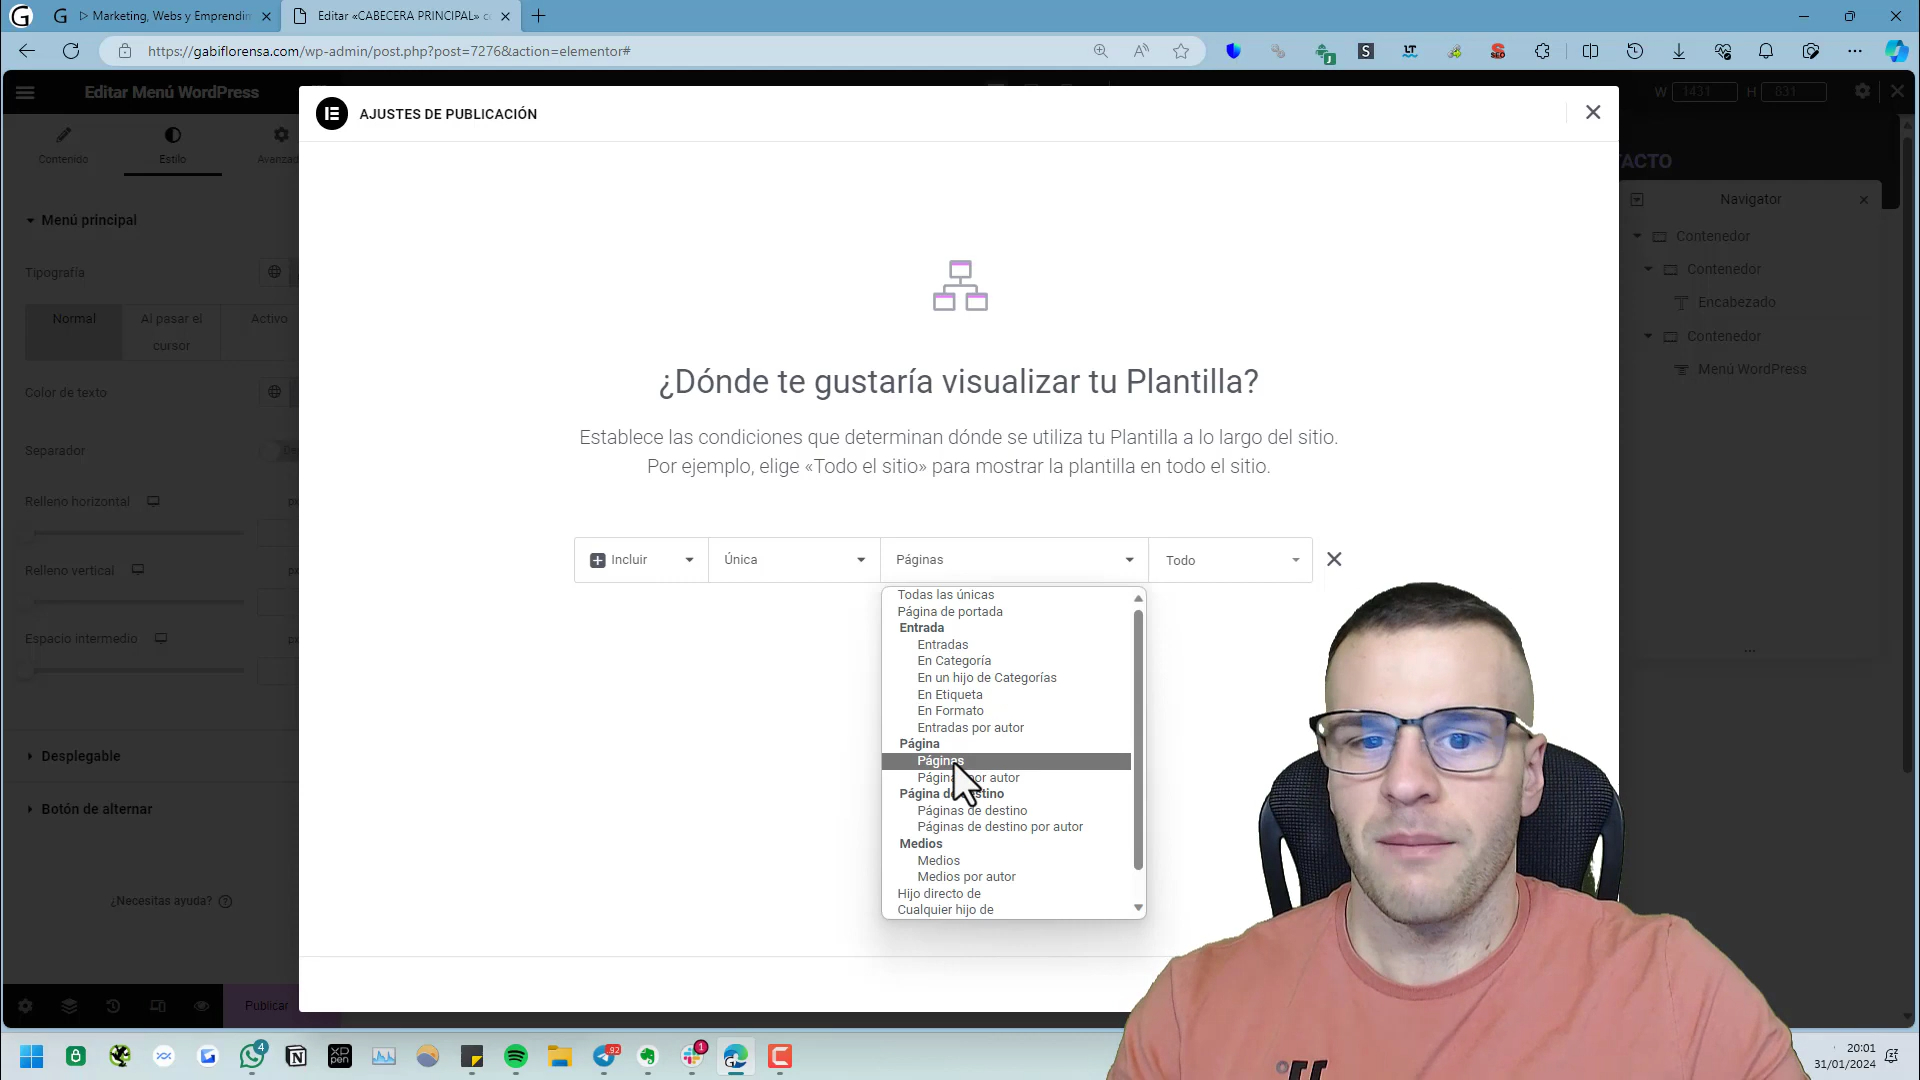 ▷ Marketing, Webs y Emprendim
Editar «CABECERA PRINCIPAL» c
https://gabiflorensa.com/wp-admin/post.php?post=7276&action=elementor#
Editar Menú WordPress
W 1431 H 831
AJUSTES DE PUBLICACIÓN
Contenido
Estilo
Avanzad
TACTO
Navigator
Menú principal
Contenedor
Tipografía
Contenedor
Encabezado
Normal
Al pasar el cursor
Activo
Contenedor
Menú WordPress
¿Dónde te gustaría visualizar tu Plantilla?
Color de texto
Establece las condiciones que determinan dónde se utiliza tu Plantilla a lo largo del sitio.
Por ejemplo, elige «Todo el sitio» para mostrar la plantilla en todo el sitio.
Separador
Relleno horizontal
Incluir
Única
Páginas
Todo
Relleno vertical
Espacio intermedio
Todas las únicas
Página de portada
Entrada
Entradas
En Categoría
En un hijo de Categorías
En Etiqueta
En Formato
Entradas por autor
Página
Páginas
por autor
Páginas de destino
Páginas de destino por autor
Medios
Medios
Medios por autor
Hijo directo de
Cualquier hijo de
Desplegable
Botón de alternar
¿Necesitas ayuda?
Publicar
20:01
31/01/2024